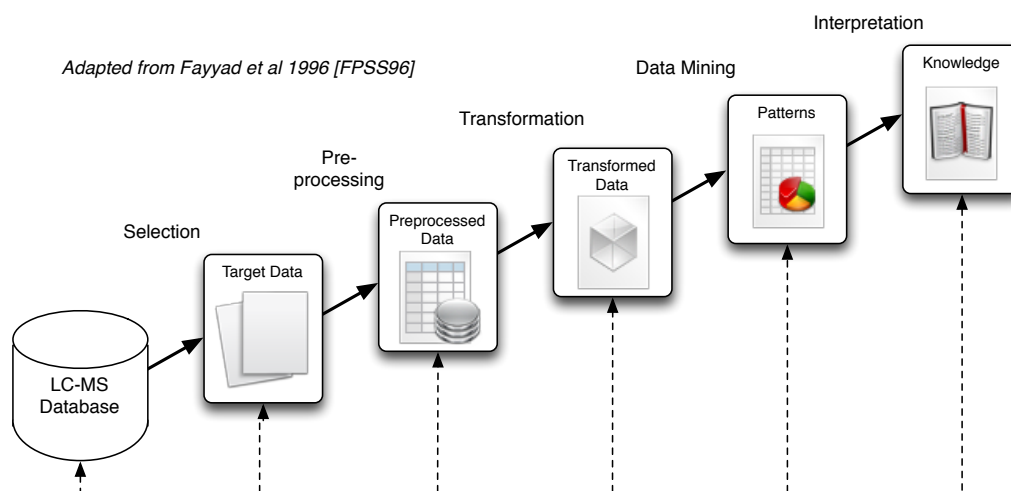 Interpretation
Adapted from Fayyad et al 1996 [FPSS96]
Data Mining
Knowledge
Transformation
Patterns
Pre-
processing
Transformed
Data
Selection
Preprocessed
Data
Target Data
LC-MS
Database